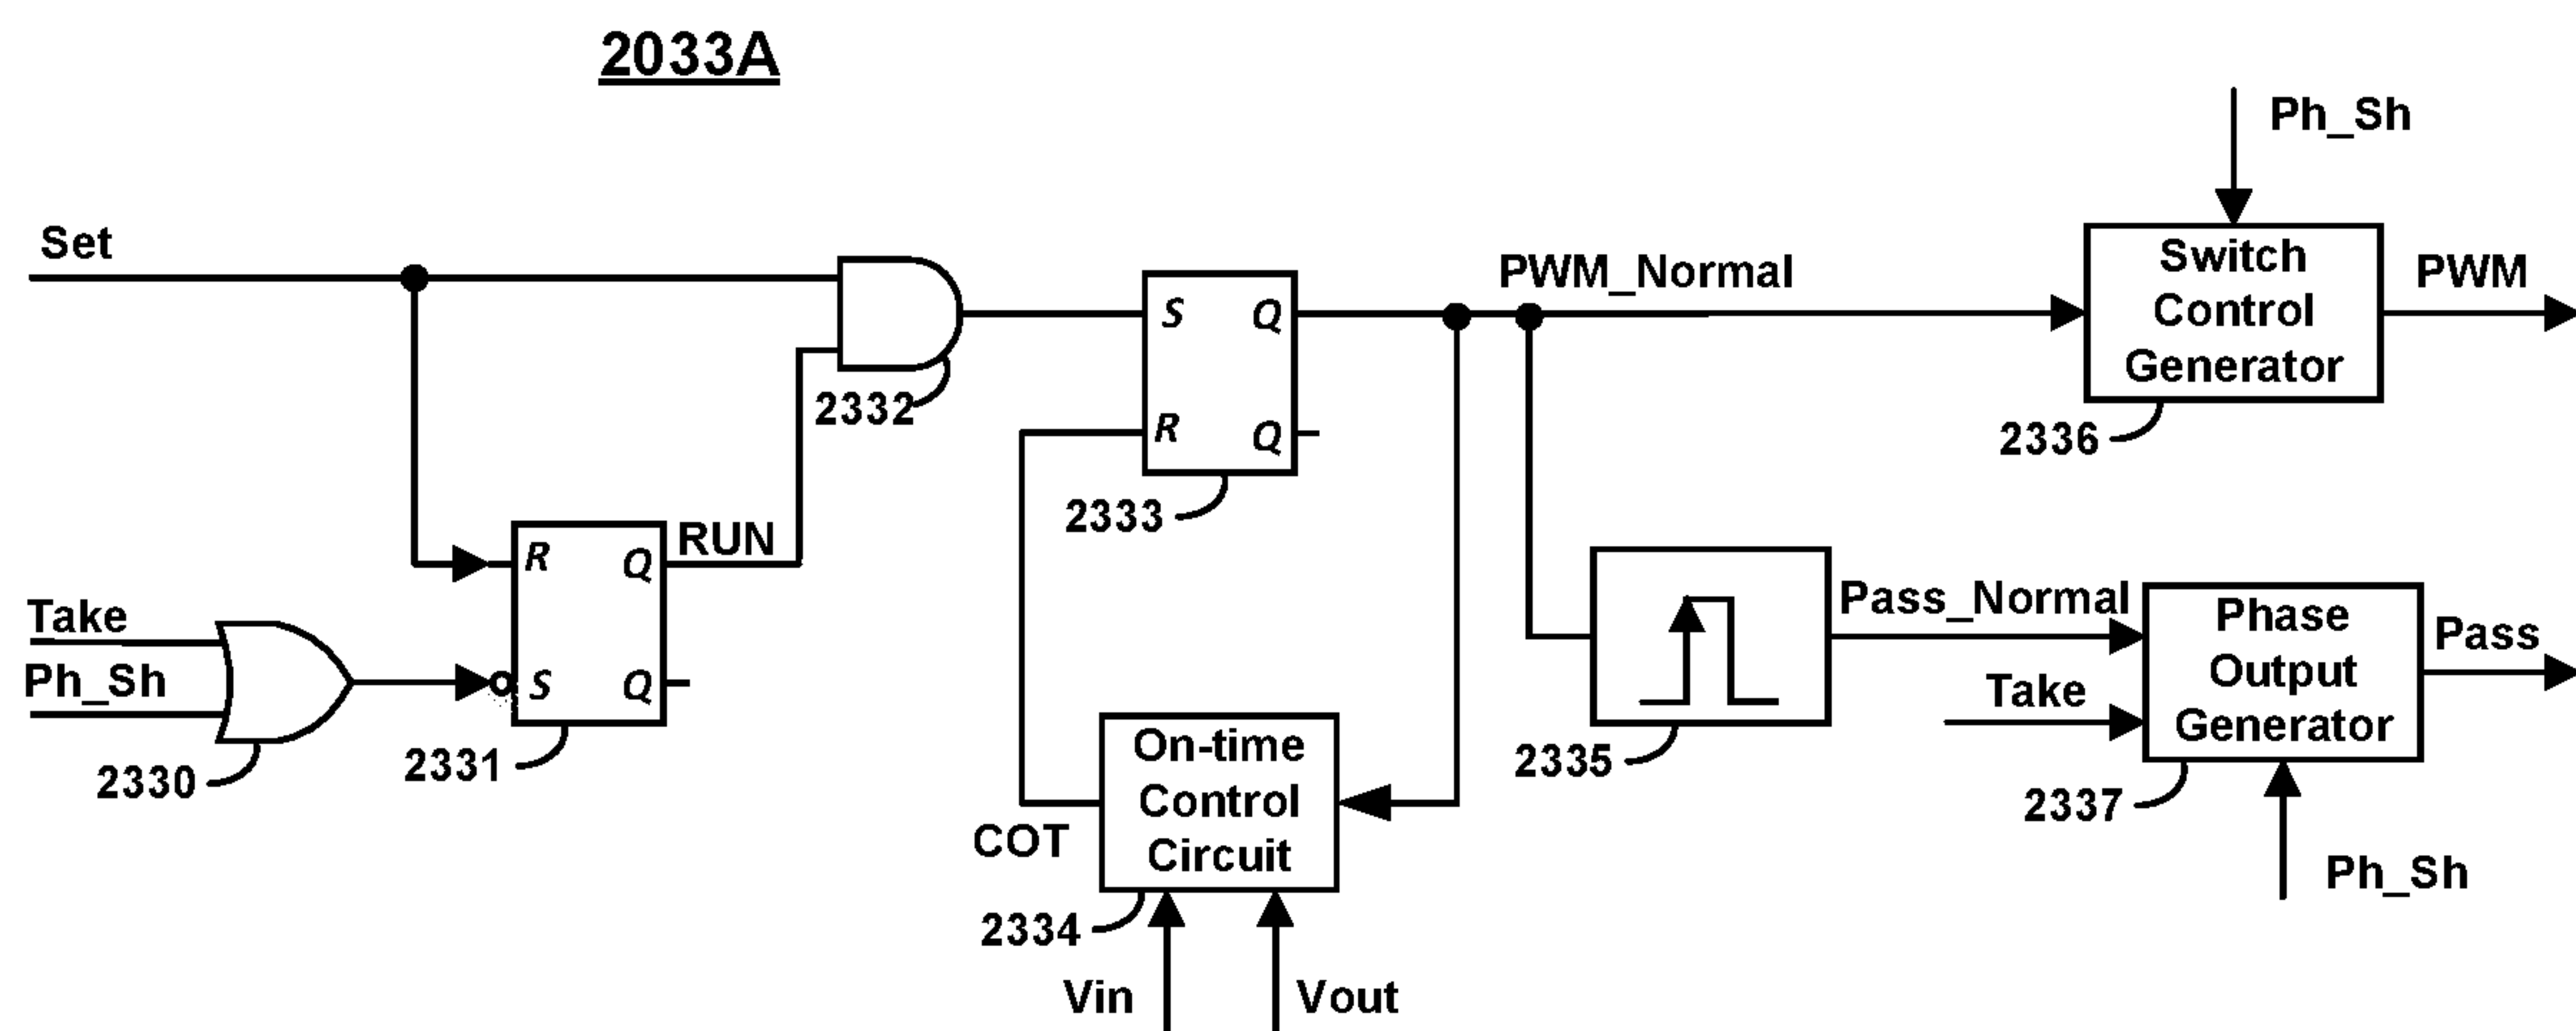 2033A
Ph_Sh
Set
PWM_Normal
Switch
Control
Generator
PWM
S
Q
R
Q
2332
2336
2333
R
Q
RUN
S
Q
Take
Ph_Sh
2330
2331
On-time
Control
Circuit
COT
2334
Vin
Vout
2335
Pass_Normal
Take
Phase
Output
Generator
Pass
2337
Ph_Sh